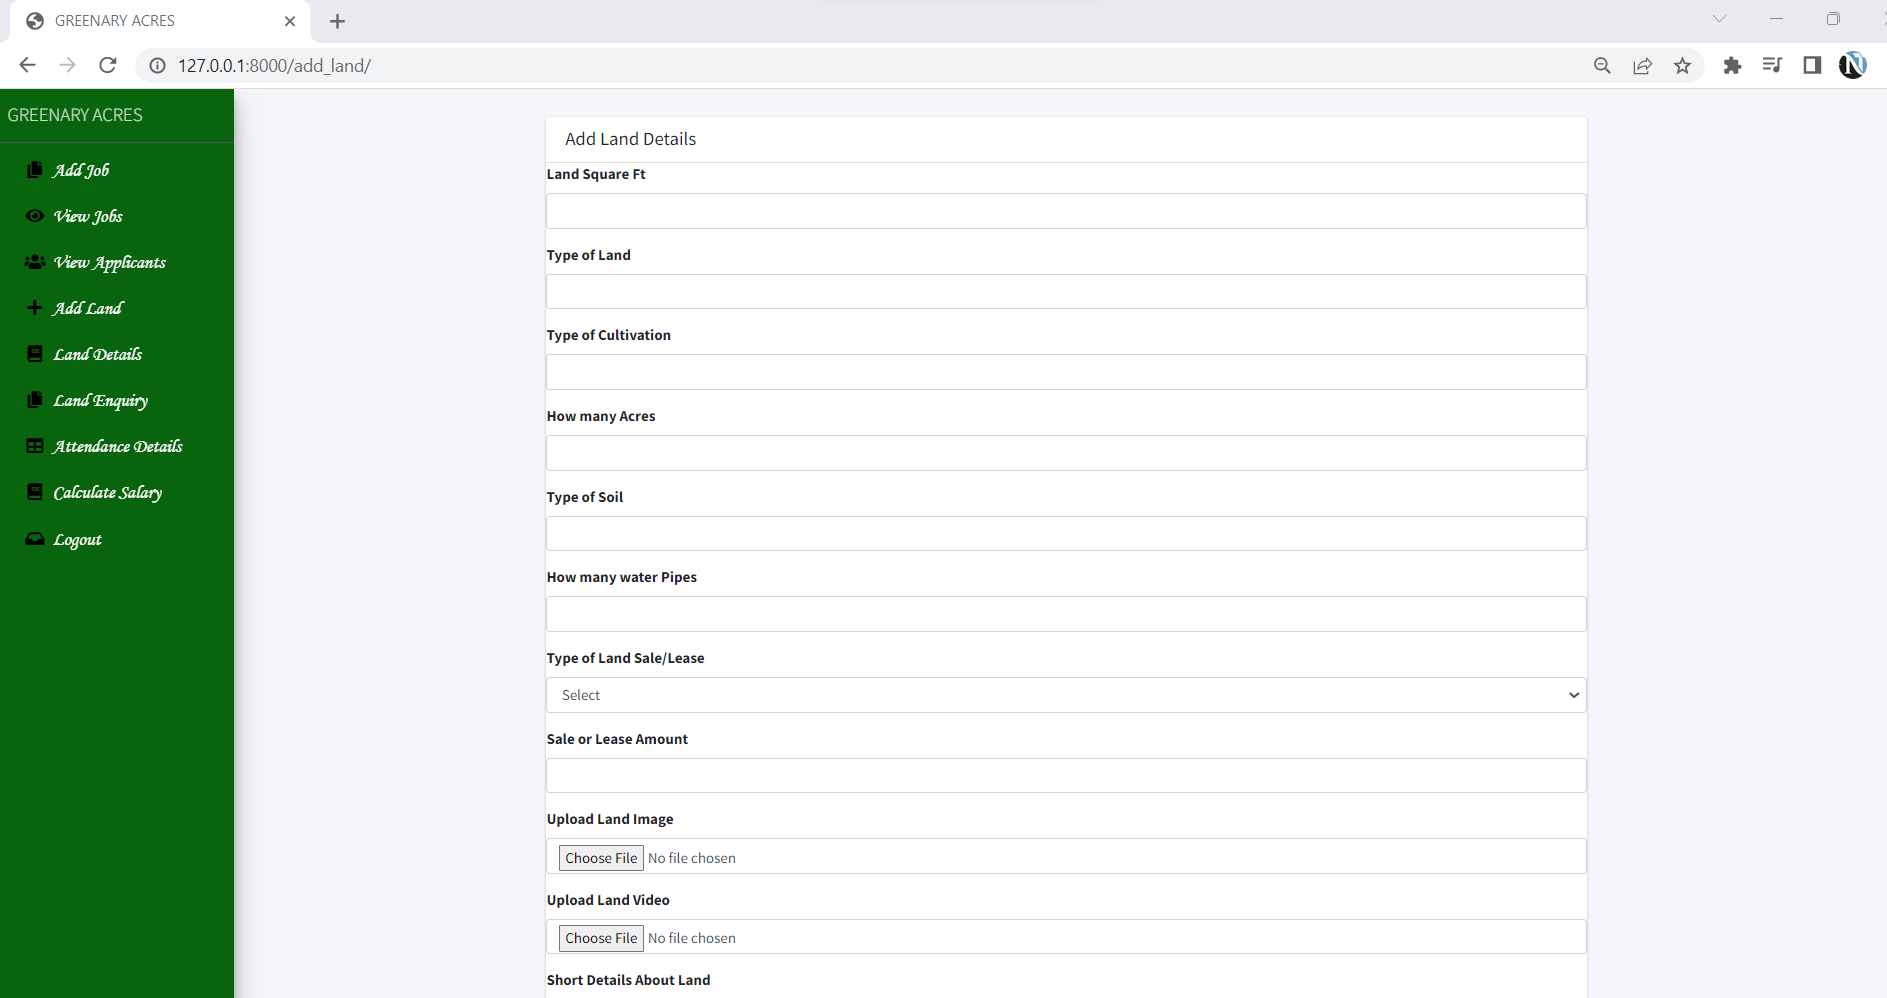 GREENARY ACRES
127.0.0.1:8000/add_land/
GREENARY ACRES
Add Job
View Jobs
View Applicants
Add Land
Land Details
Land Enquiry
Attendance Details
Calculate Salary
Logout
Add Land Details
Land Square Ft
Type of Land
Type of Cultivation
How many Acres
Type of Soil
How many water Pipes
Type of Land Sale/Lease
Select
Sale or Lease Amount
Upload Land Image
Choose File No file chosen
Upload Land Video
Choose File No file chosen
Short Details About Land